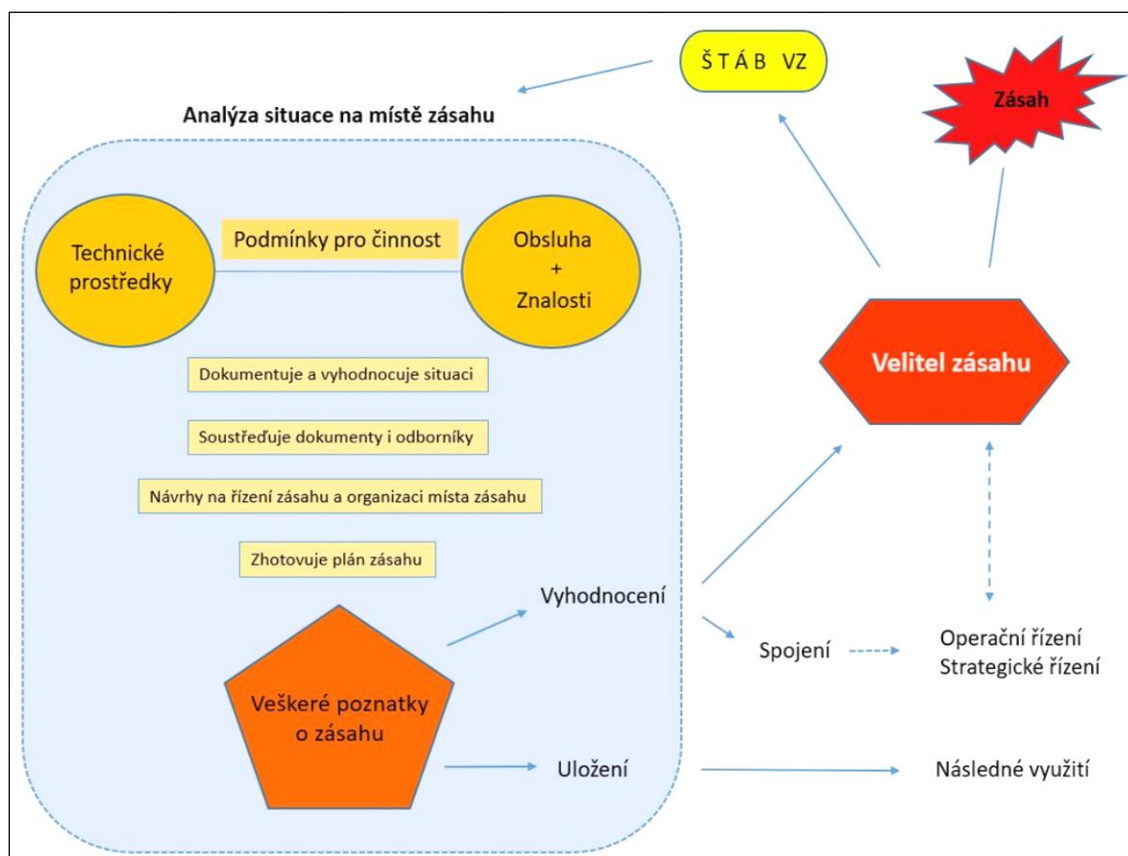 Š T Á B VZ
Zásah
Analýza situace na místě zásahu
Technické
prostředky
Podmínky pro činnost
Obsluha
+
Znalosti
Velitel zásahu
Dokumentuje a vyhodnocuje situaci
Soustřeďuje dokumenty i odborníky
Návrhy na řízení zásahu a organizaci místa zásahu
Zhotovuje plán zásahu
Vyhodnocení
Spojení
Operační řízení
Strategické řízení
Veškeré poznatky
o zásahu
Uložení
Následné využití